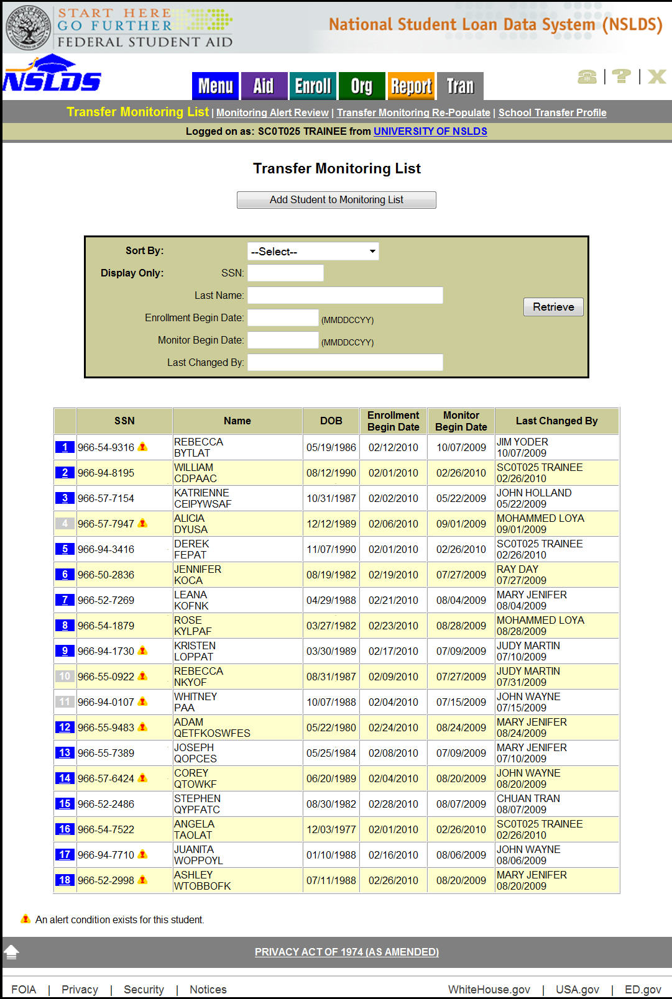 START HERE
GO FURTHER
FEDERAL STUDENT AID
National Student Loan Data System (NSLDS)
NSLDS
Menu Aid Enroll Org Report Tran
Transfer Monitoring List | Monitoring Alert Review | Transfer Monitoring Re-Populate | School Transfer Profile
Logged on as: SC0T025 TRAINEE from UNIVERSITY OF NSLDS
Transfer Monitoring List
Add Student to Monitoring List
Sort By: --Select--
Display Only: SSN:
Last Name:
Retrieve
Enrollment Begin Date: (MMDDCCYY)
Monitor Begin Date: (MMDDCCYY)
Last Changed By:
SSN Name DOB Enrollment Begin Date Monitor Begin Date Last Changed By
1 966-54-9316 REBECCA BYTLAT 05/19/1986 02/12/2010 10/07/2009 JIM YODER 10/07/2009
2 966-94-8195 WILLIAM CDPAAC 08/12/1990 02/01/2010 02/26/2010 SC0T025 TRAINEE 02/26/2010
3 966-57-7154 KATRIENNE CEIPYWSAF 10/31/1987 02/02/2010 05/22/2009 JOHN HOLLAND 05/22/2009
4 966-57-7947 ALICIA DYUSA 12/12/1989 02/06/2010 09/01/2009 MOHAMMED LOYA 09/01/2009
5 966-94-3416 DEREK FEPAT 11/07/1990 02/01/2010 02/26/2010 SC0T025 TRAINEE 02/26/2010
6 966-50-2836 JENNIFER KOCA 08/19/1982 02/19/2010 07/27/2009 RAY DAY 07/27/2009
7 966-52-7269 LEANA KOFNK 04/29/1988 02/21/2010 08/04/2009 MARY JENIFER 08/04/2009
8 966-54-1879 ROSE KYLPAF 03/27/1982 02/23/2010 08/28/2009 MOHAMMED LOYA 08/28/2009
9 966-94-1730 KRISTEN LOPPAT 03/30/1989 02/17/2010 07/09/2009 JUDY MARTIN 07/10/2009
10 966-55-0922 REBECCA NKYOF 08/31/1987 02/09/2010 07/27/2009 JUDY MARTIN 07/31/2009
11 966-94-0107 WHITNEY PAA 10/07/1988 02/04/2010 07/15/2009 JOHN WAYNE 07/15/2009
12 966-55-9483 ADAM QETFKOSWFES 05/22/1980 02/24/2010 08/24/2009 MARY JENIFER 08/24/2009
13 966-55-7389 JOSEPH QOPCES 05/25/1984 02/08/2010 07/09/2009 MARY JENIFER 07/10/2009
14 966-57-6424 COREY QTOWKF 06/20/1989 02/04/2010 08/20/2009 JOHN WAYNE 08/20/2009
15 966-52-2486 STEPHEN QYPFATC 08/30/1982 02/28/2010 08/07/2009 CHUAN TRAN 08/07/2009
16 966-54-7522 ANGELA TAOLAT 12/03/1977 02/01/2010 02/26/2010 SC0T025 TRAINEE 02/26/2010
17 966-94-7710 JUANITA WOPPOYL 01/10/1988 02/16/2010 08/06/2009 JOHN WAYNE 08/06/2009
18 966-52-2998 ASHLEY WTOBBOFK 07/11/1988 02/26/2010 08/20/2009 MARY JENIFER 08/20/2009
An alert condition exists for this student.
PRIVACY ACT OF 1974 (AS AMENDED)
FOIA | Privacy | Security | Notices WhiteHouse.gov | USA.gov | ED.gov